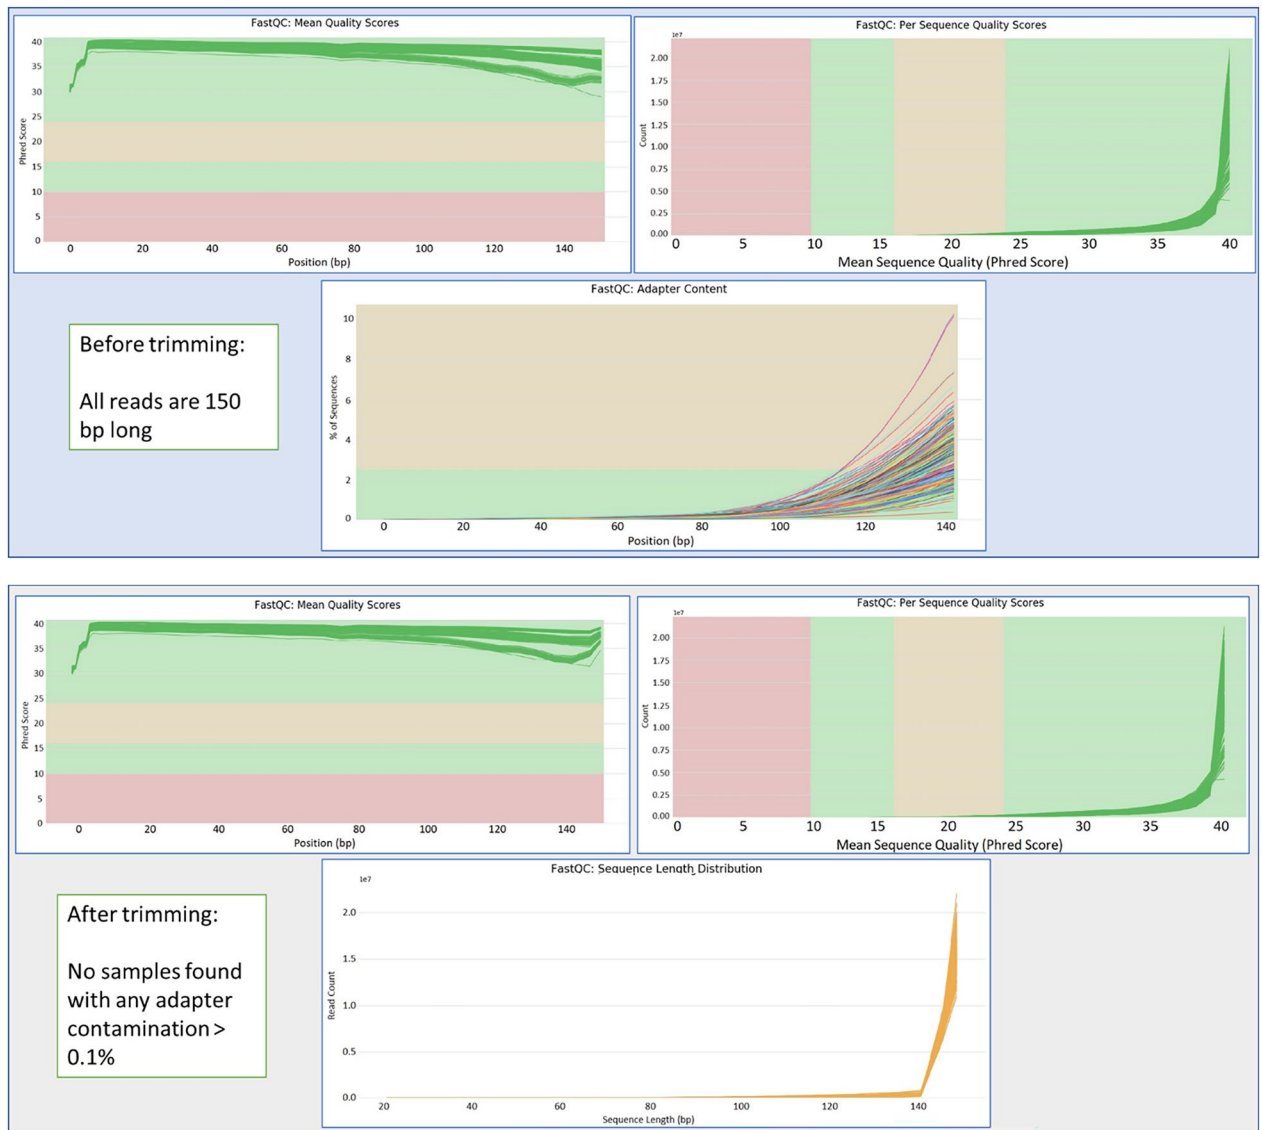 FastQC: Mean Quality Scores
40
35
30
25
20
15
10
5
0
Phred Score
0 20 40 60 80 100 120 140
Position (bp)
FastQC: Per Sequence Quality Scores
1e7
2.00
1.75
1.50
1.25
1.00
0.75
0.50
0.25
0.00
Count
0 5 10 15 20 25 30 35 40
Mean Sequence Quality (Phred Score)
Before trimming:
All reads are 150
bp long
FastQC: Adapter Content
10
8
6
4
2
0
% of Sequences
0 20 40 60 80 100 120 140
Position (bp)
FastQC: Mean Quality Scores
40
35
30
25
20
15
10
5
0
Phred Score
0 20 40 60 80 100 120 140
Position (bp)
FastQC: Per Sequence Quality Scores
1e7
2.00
1.75
1.50
1.25
1.00
0.75
0.50
0.25
0.00
Count
0 5 10 15 20 25 30 35 40
Mean Sequence Quality (Phred Score)
After trimming:
No samples found
with any adapter
contamination >
0.1%
FastQC: Sequence Length Distribution
1e7
2.0
1.5
1.0
0.5
0.0
Read Count
20 40 60 80 100 120 140
Sequence Length (bp)